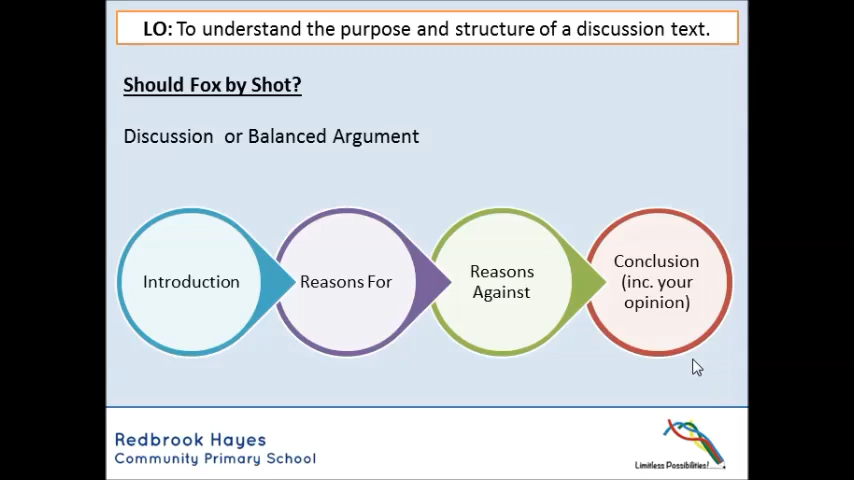 LO: To understand the purpose and structure of a discussion text.
Should Fox by Shot?
Discussion or Balanced Argument
Introduction
Reasons For
Reasons
Against
Conclusion
(inc. your
opinion)
Redbrook Hayes
Community Primary School
Limitless Possibilities!